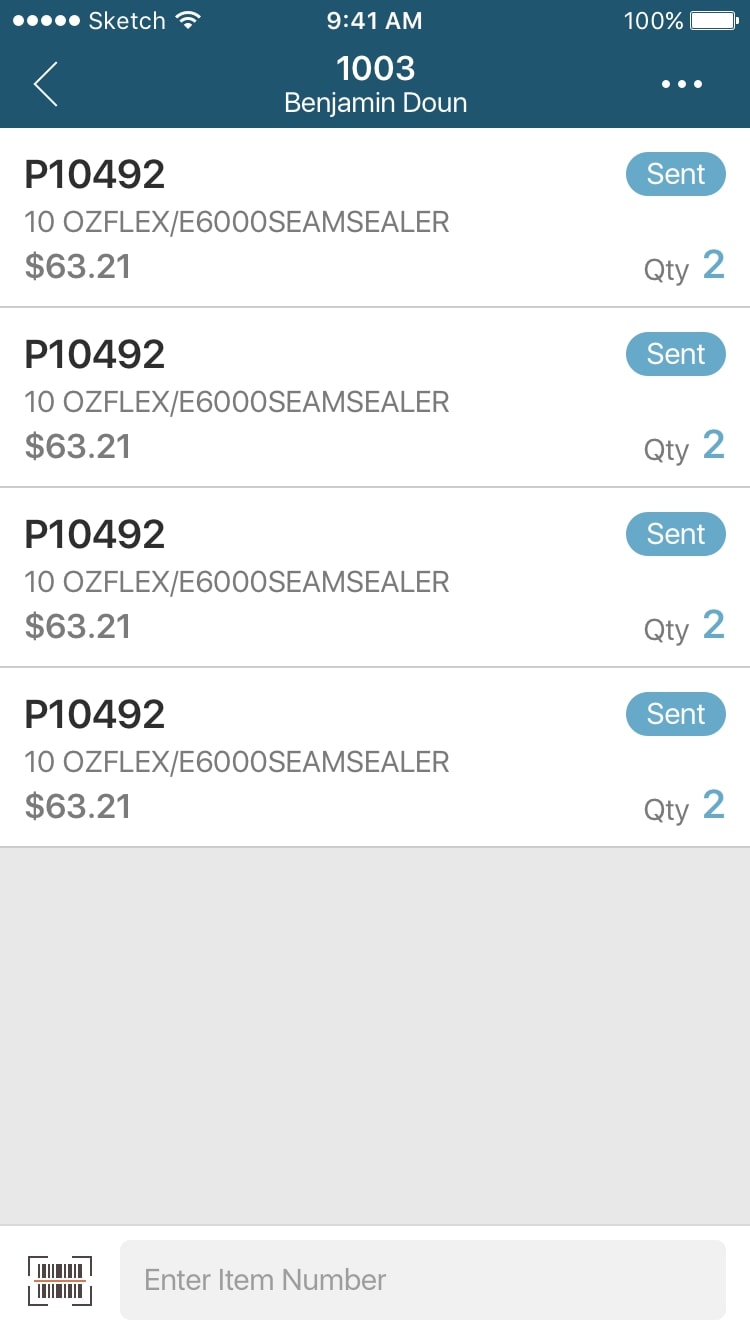 Sketch 9:41 AM 100%
1003
Benjamin Doun
P10492 Sent
10 OZFLEX/E6000SEAMSEALER
$63.21 Qty 2
P10492 Sent
10 OZFLEX/E6000SEAMSEALER
$63.21 Qty 2
P10492 Sent
10 OZFLEX/E6000SEAMSEALER
$63.21 Qty 2
P10492 Sent
10 OZFLEX/E6000SEAMSEALER
$63.21 Qty 2
Enter Item Number